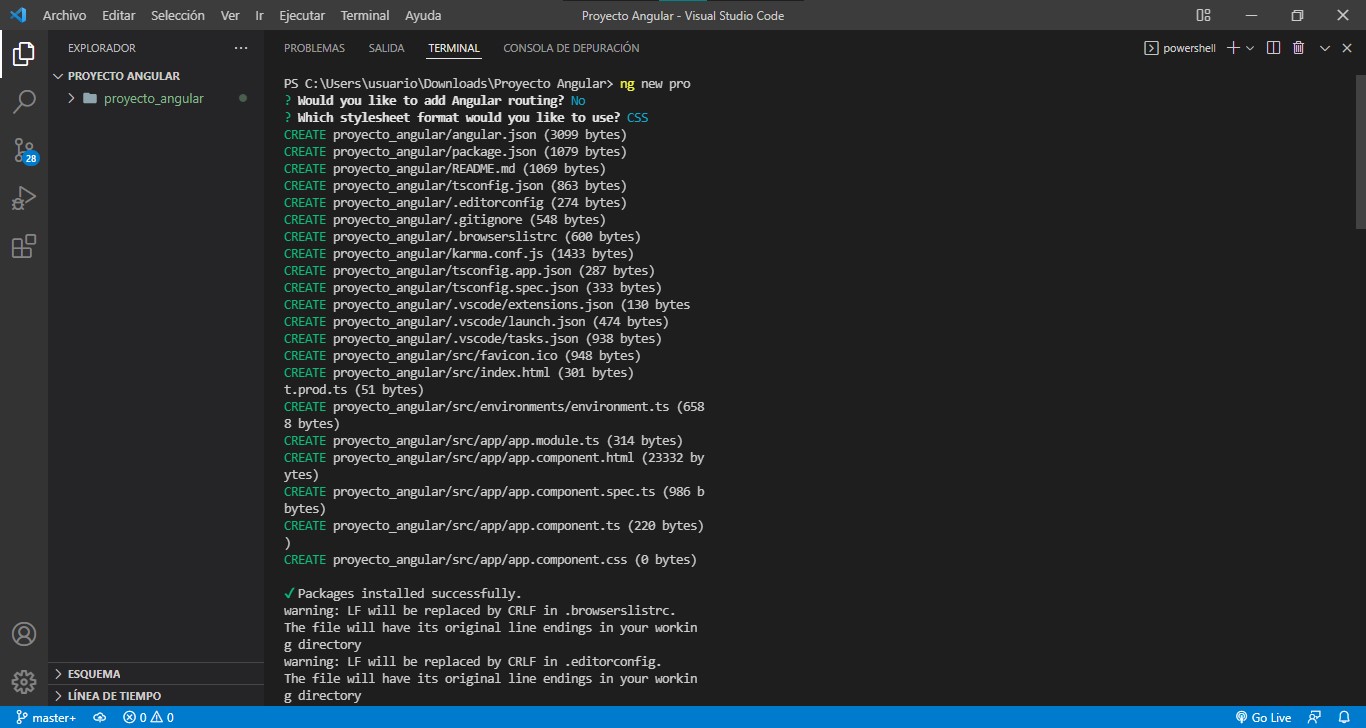 Archivo Editar Selección Ver Ir Ejecutar Terminal Ayuda Proyecto Angular - Visual Studio Code
EXPLORADOR
PROYECTO ANGULAR
proyecto_angular
28
ESQUEMA
LÍNEA DE TIEMPO
PROBLEMAS SALIDA TERMINAL CONSOLA DE DEPURACIÓN powershell
PS C:\Users\usuario\Downloads\Proyecto Angular> ng new pro
? Would you like to add Angular routing? No
? Which stylesheet format would you like to use? CSS
CREATE proyecto_angular/angular.json (3099 bytes)
CREATE proyecto_angular/package.json (1079 bytes)
CREATE proyecto_angular/README.md (1069 bytes)
CREATE proyecto_angular/tsconfig.json (863 bytes)
CREATE proyecto_angular/.editorconfig (274 bytes)
CREATE proyecto_angular/.gitignore (548 bytes)
CREATE proyecto_angular/.browserslistrc (600 bytes)
CREATE proyecto_angular/karma.conf.js (1433 bytes)
CREATE proyecto_angular/tsconfig.app.json (287 bytes)
CREATE proyecto_angular/tsconfig.spec.json (333 bytes)
CREATE proyecto_angular/.vscode/extensions.json (130 bytes
CREATE proyecto_angular/.vscode/launch.json (474 bytes)
CREATE proyecto_angular/.vscode/tasks.json (938 bytes)
CREATE proyecto_angular/src/favicon.ico (948 bytes)
CREATE proyecto_angular/src/index.html (301 bytes)
t.prod.ts (51 bytes)
CREATE proyecto_angular/src/environments/environment.ts (658
8 bytes)
CREATE proyecto_angular/src/app/app.module.ts (314 bytes)
CREATE proyecto_angular/src/app/app.component.html (23332 by
ytes)
CREATE proyecto_angular/src/app/app.component.spec.ts (986 b
bytes)
CREATE proyecto_angular/src/app/app.component.ts (220 bytes)
)
CREATE proyecto_angular/src/app/app.component.css (0 bytes)
✓ Packages installed successfully.
warning: LF will be replaced by CRLF in .browserslistrc.
The file will have its original line endings in your workin
g directory
warning: LF will be replaced by CRLF in .editorconfig.
The file will have its original line endings in your workin
g directory
master+ 0 0 Go Live